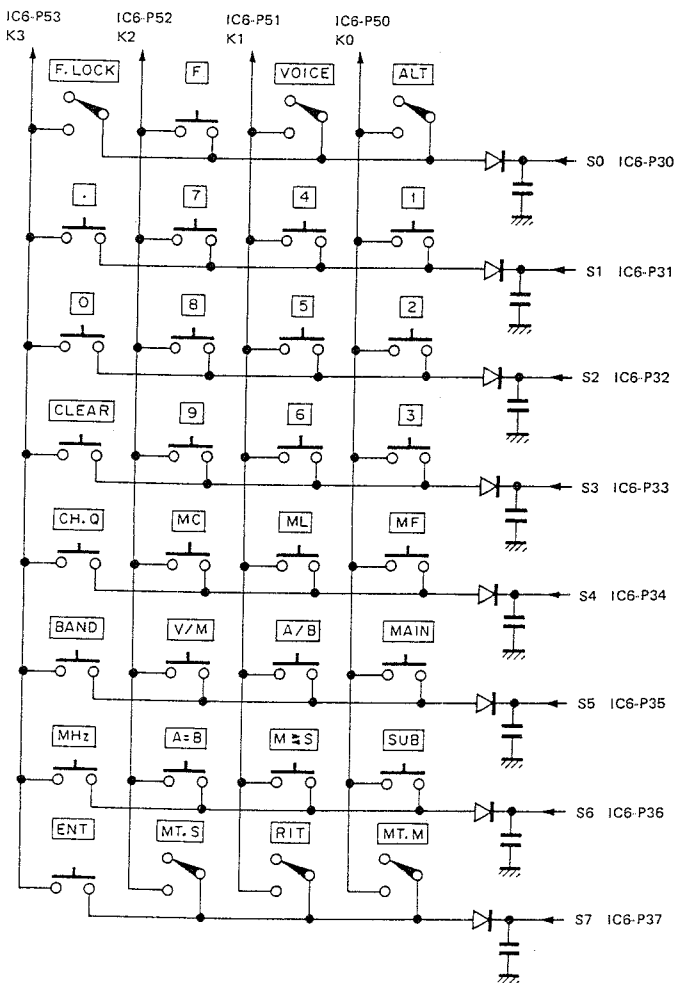 IC6-P53 IC6-P52 IC6-P51 IC6-P50
K3 K2 K1 K0
F.LOCK F VOICE ALT
S0 IC6-P30
. 7 4 1
S1 IC6-P31
0 8 5 2
S2 IC6-P32
CLEAR 9 6 3
S3 IC6-P33
CH.Q MC ML MF
S4 IC6-P34
BAND V/M A/B MAIN
S5 IC6-P35
MHz A=B M⇄S SUB
S6 IC6-P36
ENT MT.S RIT MT.M
S7 IC6-P37